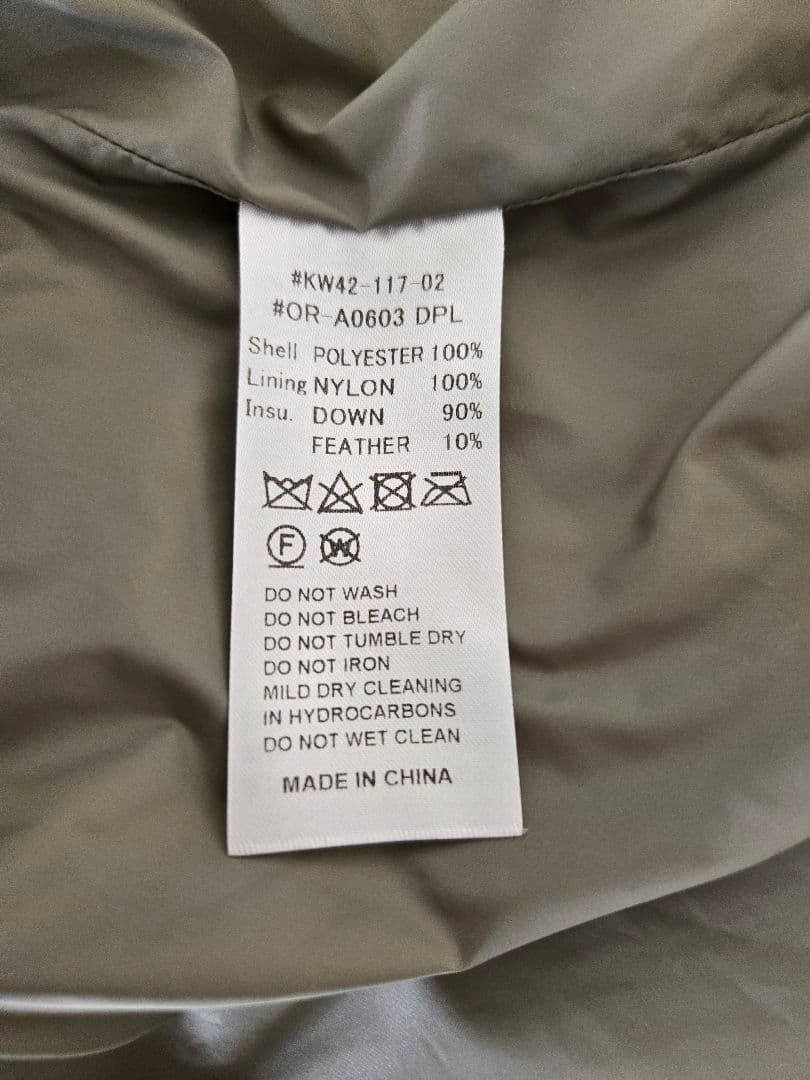 #KW42-117-02
#OR-A0603 DPL
Shell POLYESTER 100%
Lining NYLON 100%
Insu. DOWN 90%
FEATHER 10%
F W
DO NOT WASH
DO NOT BLEACH
DO NOT TUMBLE DRY
DO NOT IRON
MILD DRY CLEANING
IN HYDROCARBONS
DO NOT WET CLEAN
MADE IN CHINA